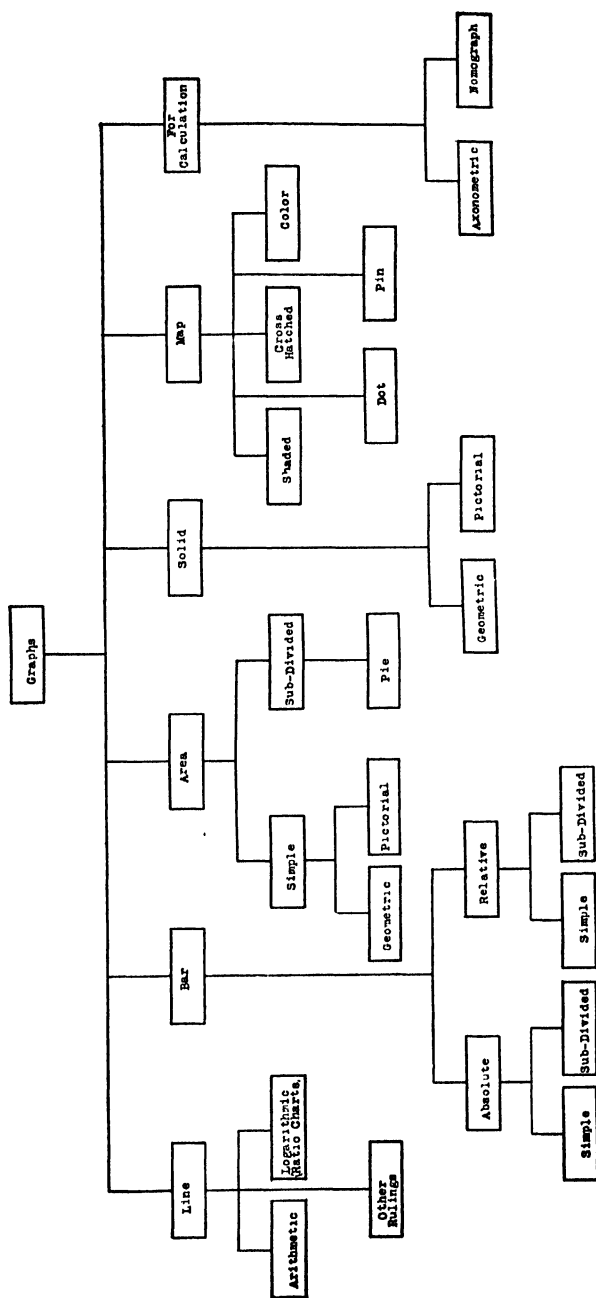 Graphs
Line
Bar
Area
Solid
Map
For
Calculation
Arithmetic
Logarithmic
(Ratio Charts)
Other
Rulings
Absolute
Relative
Simple
Sub-Divided
Simple
Sub-Divided
Simple
Sub-Divided
Geometric
Pictorial
Pie
Geometric
Pictorial
Shaded
Cross
Hatched
Color
Dot
Pin
Axonometric
Nomograph